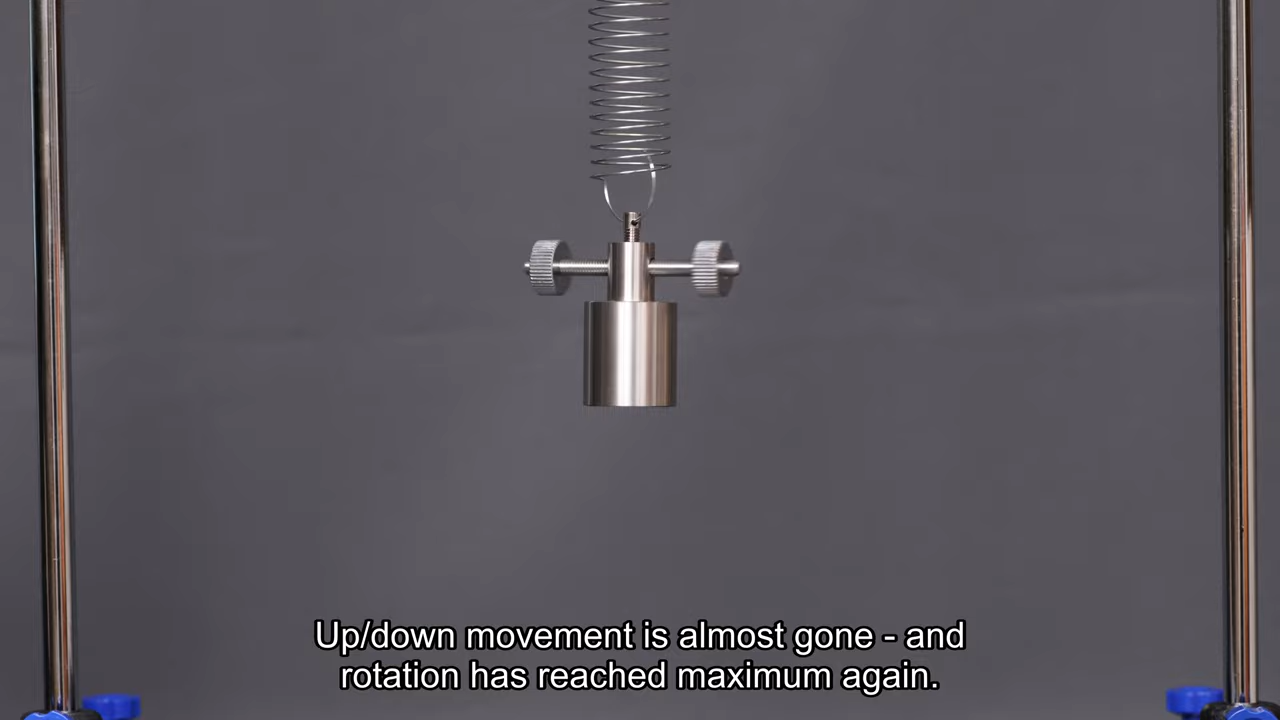 Up/down movement is almost gone - and
rotation has reached maximum again.